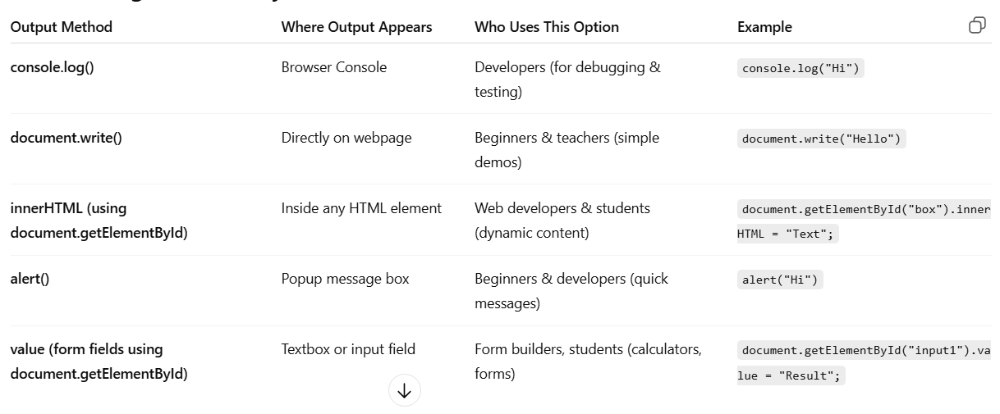 Output Method Where Output Appears Who Uses This Option Example
console.log() Browser Console Developers (for debugging & console.log("Hi")
testing)
document.write() Directly on webpage Beginners & teachers (simple document.write("Hello")
demos)
innerHTML (using Inside any HTML element Web developers & students document.getElementById("box").inner
document.getElementById) (dynamic content) HTML = "Text";
alert() Popup message box Beginners & developers (quick alert("Hi")
messages)
value (form fields using Textbox or input field Form builders, students (calculators, document.getElementById("input1").va
document.getElementById) forms) lue = "Result";